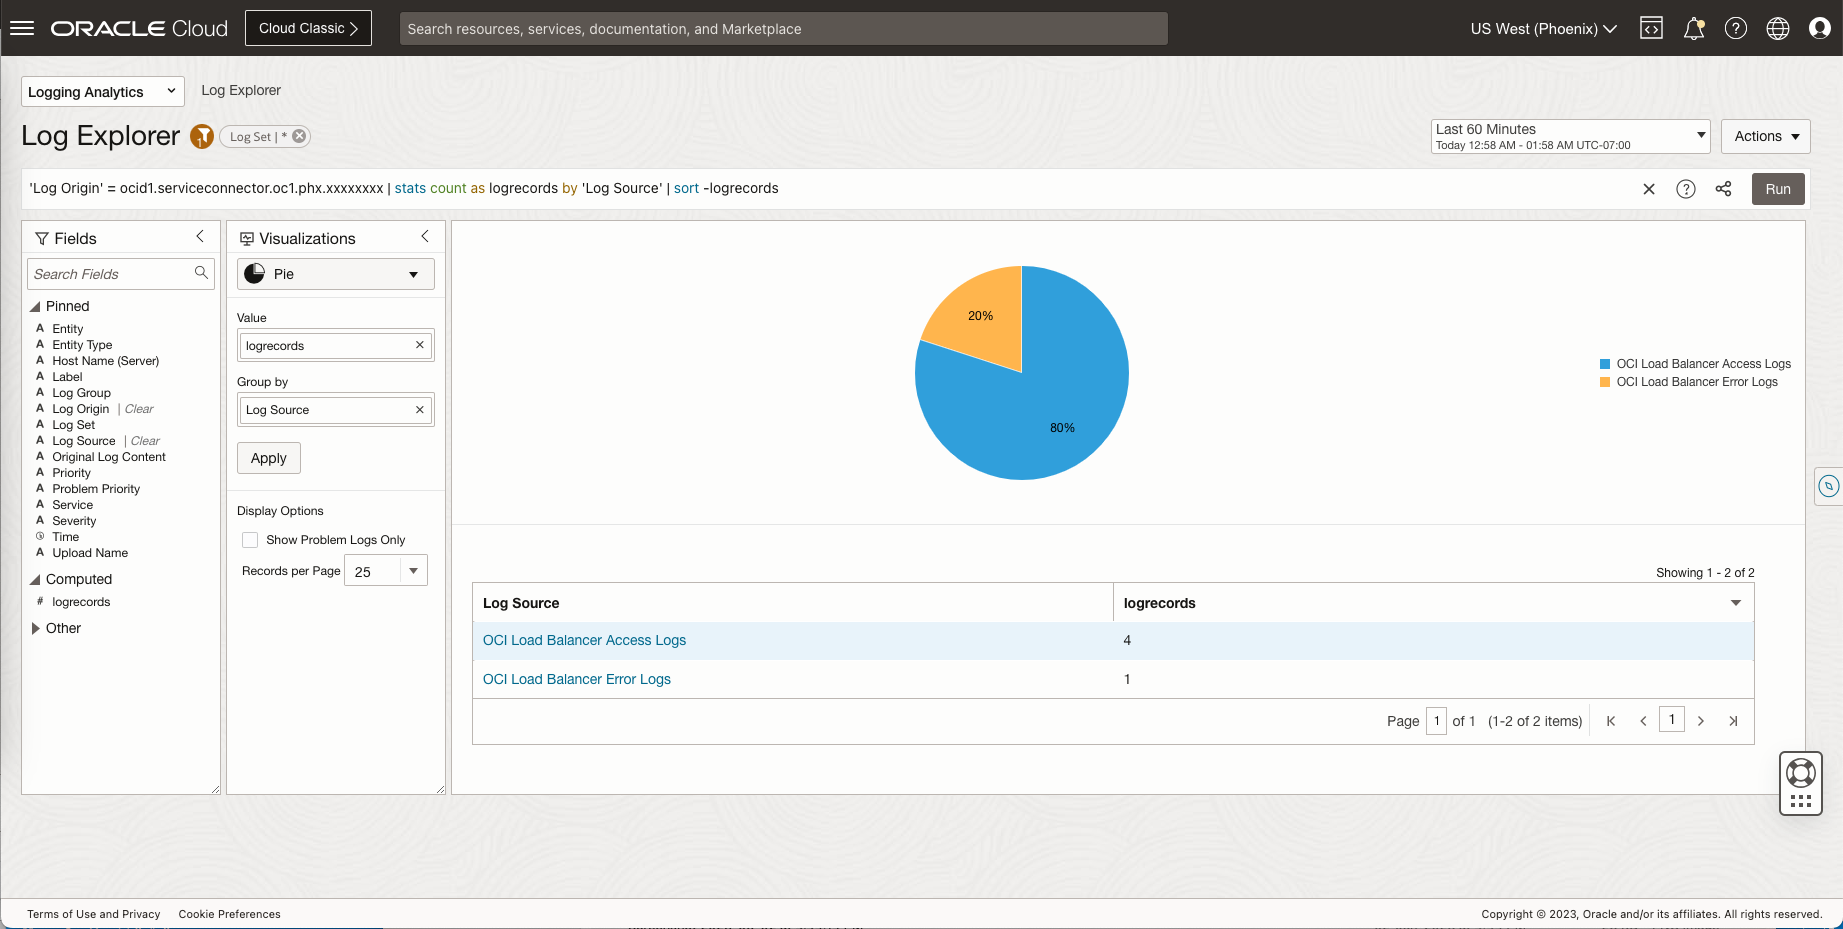 ORACLE Cloud
Cloud Classic
Search resources, services, documentation, and Marketplace
US West (Phoenix)
Logging Analytics
Log Explorer
Log Explorer
1
Log Set | *
Last 60 Minutes
Today 12:58 AM - 01:58 AM UTC-07:00
Actions
'Log Origin' = ocid1.serviceconnector.oc1.phx.xxxxxxxx | stats count as logrecords by 'Log Source' | sort -logrecords
Run
Fields
Search Fields
Pinned
A Entity
A Entity Type
A Host Name (Server)
A Label
A Log Group
A Log Origin | Clear
A Log Set
A Log Source | Clear
A Original Log Content
A Priority
A Problem Priority
A Service
A Severity
Time
A Upload Name
Computed
# logrecords
Other
Visualizations
Pie
Value
logrecords
Group by
Log Source
Apply
Display Options
Show Problem Logs Only
Records per Page 25
20%
80%
OCI Load Balancer Access Logs
OCI Load Balancer Error Logs
Showing 1 - 2 of 2
Log Source logrecords
OCI Load Balancer Access Logs 4
OCI Load Balancer Error Logs 1
Page 1 of 1 (1-2 of 2 items) 1
Terms of Use and Privacy Cookie Preferences
Copyright © 2023, Oracle and/or its affiliates. All rights reserved.